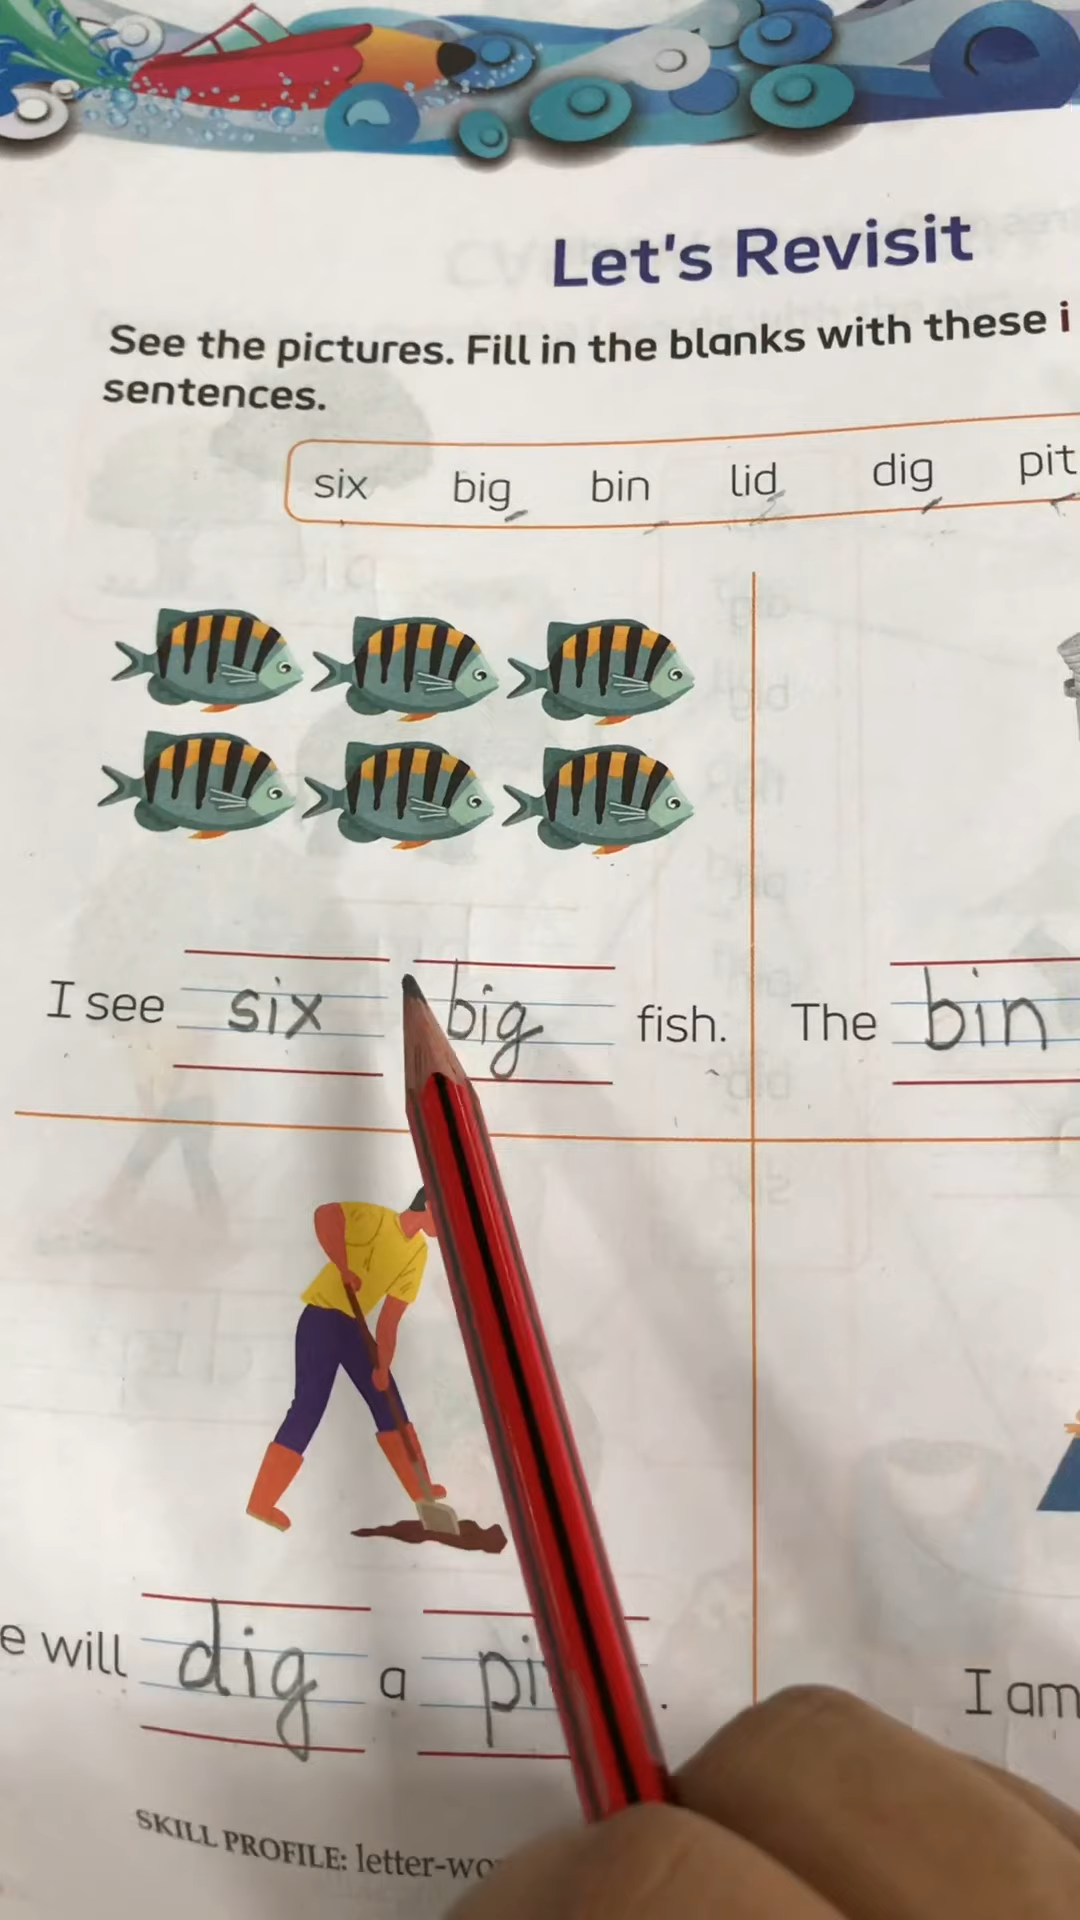 Let's Revisit
See the pictures. Fill in the blanks with these i
sentences.
six big bin lid dig pit
I see six big fish. The bin
e will dig a pi .
I am
SKILL PROFILE: letter-wo